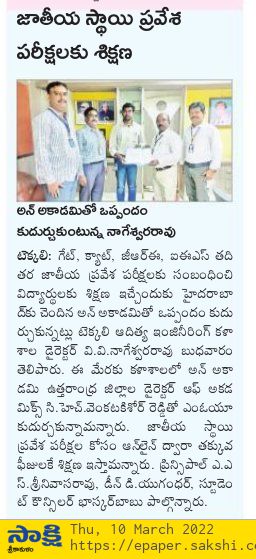 జాతీయ స్థాయి ప్రవేశ
పరీక్షలకు శిక్షణ
అన్ అకాడమితో ఒప్పందం
కుదుర్చుకుంటున్న నాగేశ్వరరావు
టెక్కలి: గేట్, క్యాట్, జీఆర్ఈ, ఐఈఎస్ తది
తర జాతీయ ప్రవేశ పరీక్షలకు సంబంధించి
విద్యార్థులకు శిక్షణ ఇచ్చేందుకు హైదరాబా
ద్‌కు చెందిన అన్ అకాడమితో ఒప్పందం కుదు
ర్చుకున్నట్లు టెక్కలి ఆదిత్య ఇంజినీరింగ్ కళా
శాల డైరెక్టర్ వి.వి.నాగేశ్వరరావు బుధవారం
తెలిపారు. ఈ మేరకు కళాశాలలో అన్ అకా
డమి ఉత్తరాంధ్ర జిల్లాల డైరెక్టర్ ఆఫ్ అకడ
మిక్స్ సి.హెచ్.వెంకటకిశోర్ రెడ్డితో ఎంఓయూ
కుదుర్చుకున్నామన్నారు. జాతీయ స్థాయి
ప్రవేశ పరీక్షల కోసం ఆన్‌లైన్ ద్వారా తక్కువ
ఫీజులకే శిక్షణ ఇస్తామన్నారు. ప్రిన్సిపాల్ ఎ.ఎ
స్.శ్రీనివాసరావు, డీన్ డి.యుగంధర్, స్టూడెం
ట్ కౌన్సిలర్ భాస్కర్‌బాబు పాల్గొన్నారు.
సాక్షి Thu, 10 March 2022
శ్రీకాకుళం https://epaper.sakshi.c